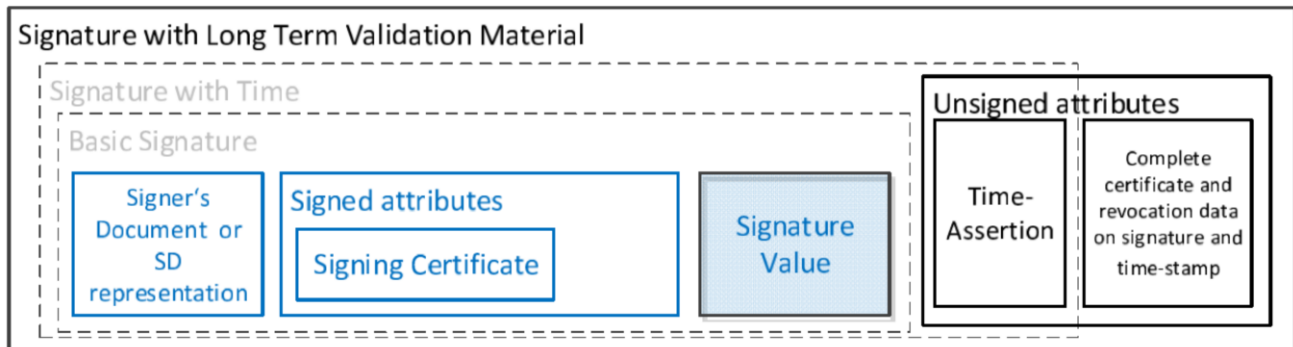 Signature with Long Term Validation Material
Signature with Time
Basic Signature
Signer's
Document or
SD
representation
Signed attributes
Signing Certificate
Signature
Value
Unsigned attributes
Time-
Assertion
Complete
certificate and
revocation data
on signature and
time-stamp